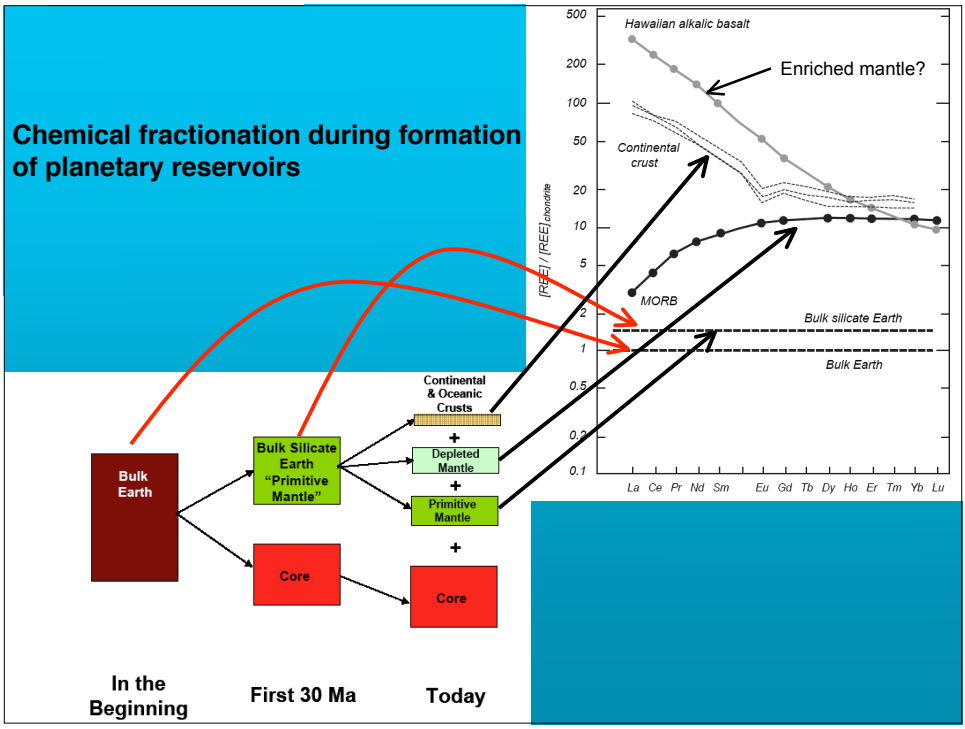 Chemical fractionation during formation
of planetary reservoirs
500
200
100
50
20
10
5
2
1
0.5
0.2
0.1
[REE] / [REE]chondrite
Hawaiian alkalic basalt
Enriched mantle?
Continental
crust
MORB
Bulk silicate Earth
Bulk Earth
La Ce Pr Nd Sm Eu Gd Tb Dy Ho Er Tm Yb Lu
Bulk
Earth
Bulk Silicate
Earth
“Primitive
Mantle”
Core
Continental
& Oceanic
Crusts
+
Depleted
Mantle
+
Primitive
Mantle
+
Core
In the
Beginning
First 30 Ma
Today